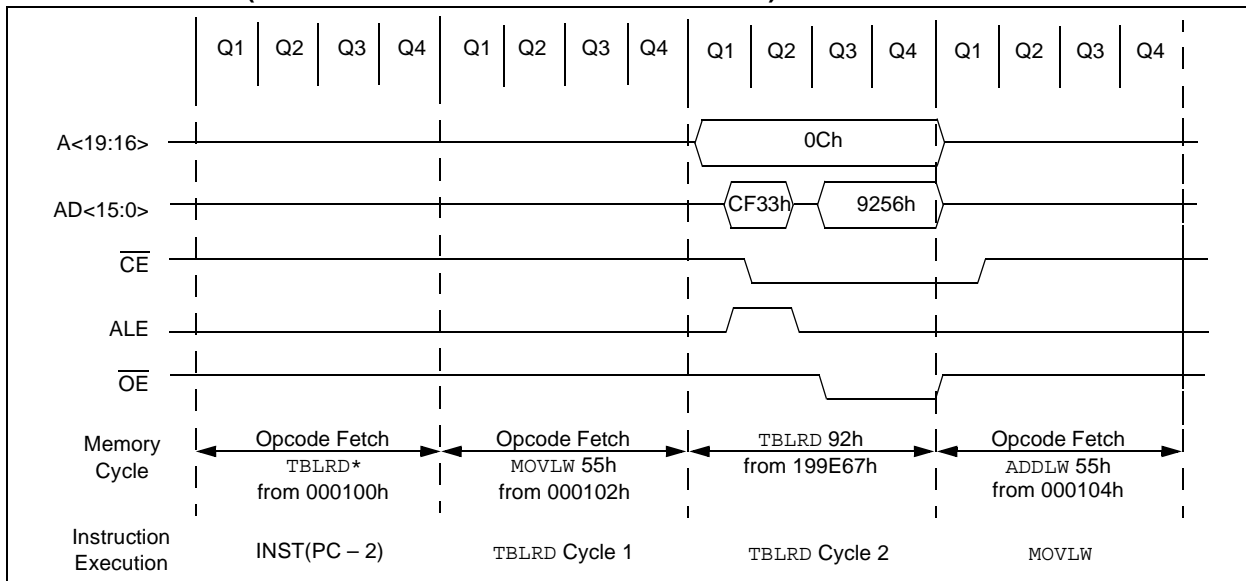 Q1 Q2 Q3 Q4 Q1 Q2 Q3 Q4 Q1 Q2 Q3 Q4 Q1 Q2 Q3 Q4
A<19:16> 0Ch
AD<15:0> CF33h 9256h
CE
ALE
OE
Memory Cycle
Opcode Fetch
TBLRD*
from 000100h
Opcode Fetch
MOVLW 55h
from 000102h
TBLRD 92h
from 199E67h
Opcode Fetch
ADDLW 55h
from 000104h
Instruction
Execution
INST(PC – 2) TBLRD Cycle 1 TBLRD Cycle 2 MOVLW